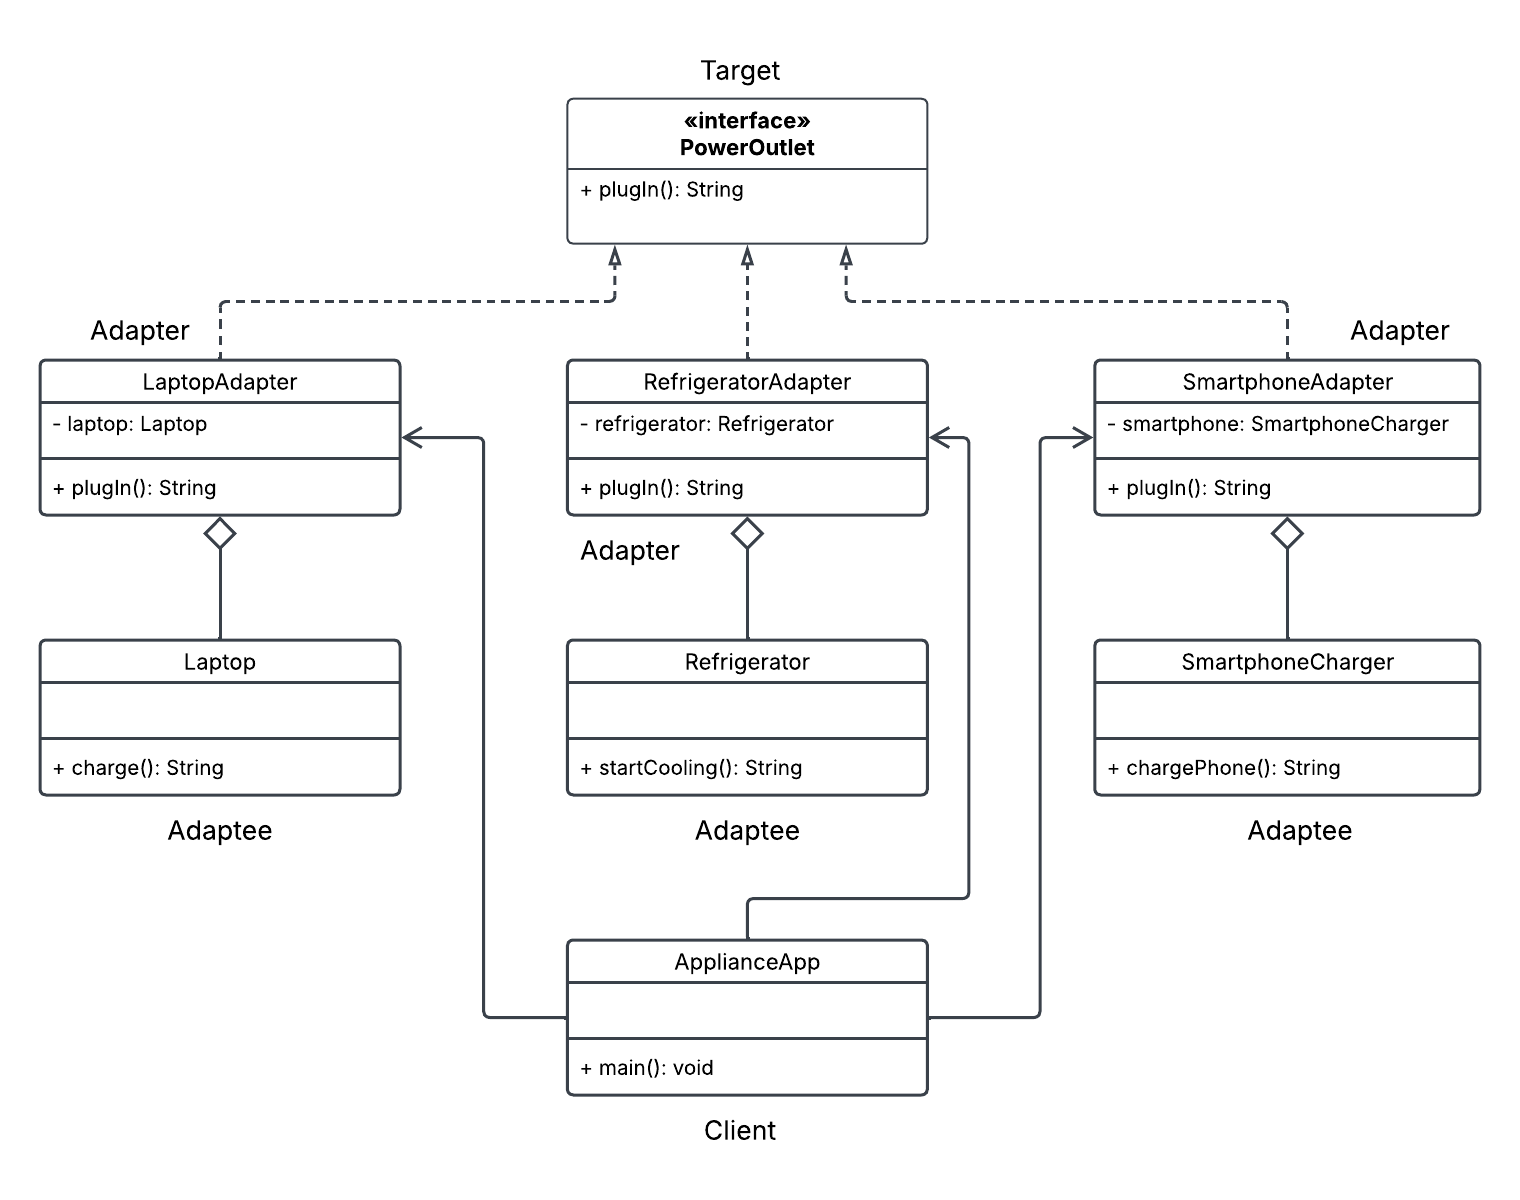 Target
«interface»
PowerOutlet
+ plugIn(): String
Adapter
LaptopAdapter
- laptop: Laptop
+ plugIn(): String
RefrigeratorAdapter
- refrigerator: Refrigerator
+ plugIn(): String
Adapter
Adapter
SmartphoneAdapter
- smartphone: SmartphoneCharger
+ plugIn(): String
Laptop
+ charge(): String
Adaptee
Refrigerator
+ startCooling(): String
Adaptee
SmartphoneCharger
+ chargePhone(): String
Adaptee
ApplianceApp
+ main(): void
Client